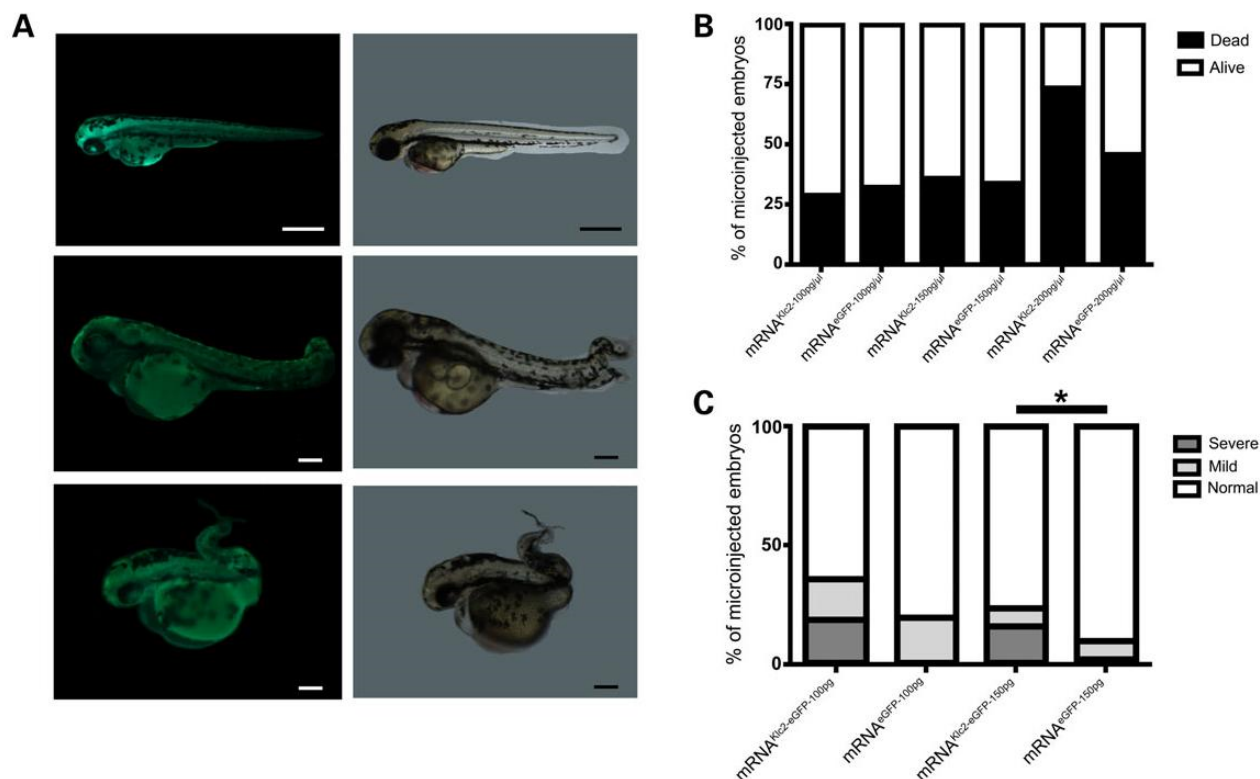 A
B
% of microinjected embryos
100
75
50
25
0
Dead
Alive
mRNAKlc2-100pg/µl
mRNAeGFP-100pg/µl
mRNAKlc2-150pg/µl
mRNAeGFP-150pg/µl
mRNAKlc2-200pg/µl
mRNAeGFP-200pg/µl
C
*
% of microinjected embryos
100
50
0
Severe
Mild
Normal
mRNAKlc2-eGFP-100pg
mRNAeGFP-100pg
mRNAKlc2-eGFP-150pg
mRNAeGFP-150pg